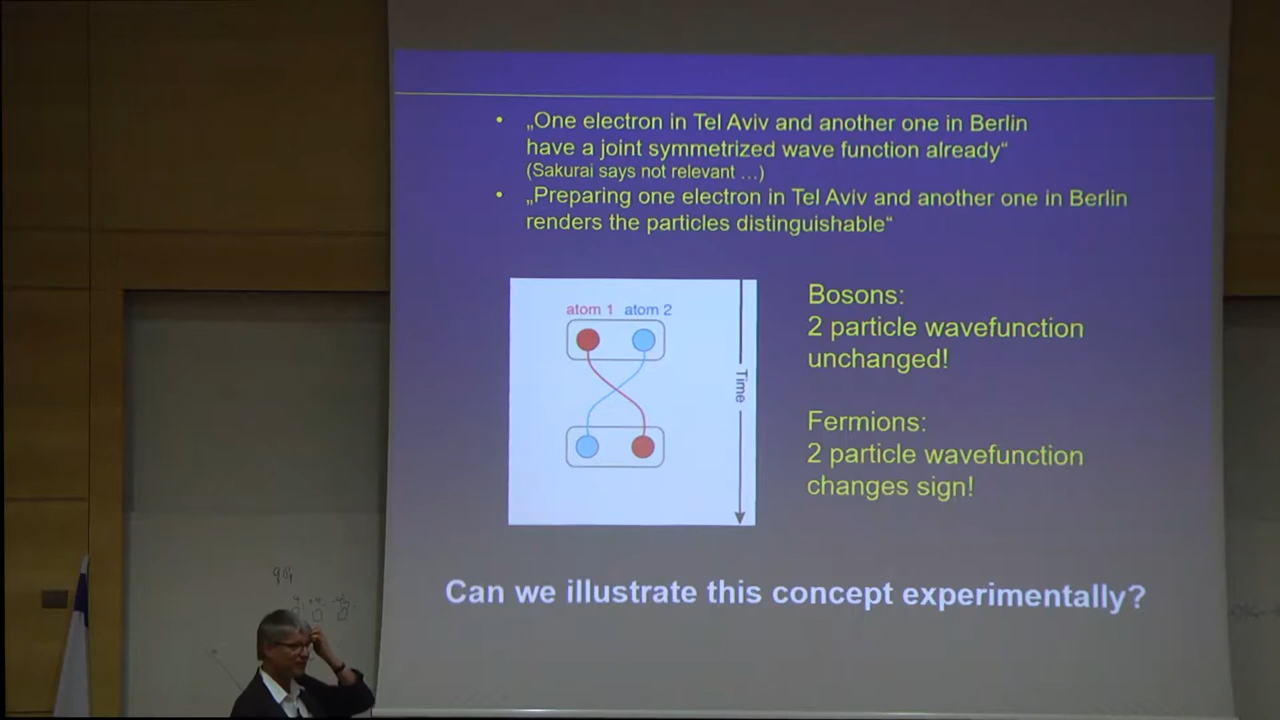 • „One electron in Tel Aviv and another one in Berlin
have a joint symmetrized wave function already“
(Sakurai says not relevant ...)
• „Preparing one electron in Tel Aviv and another one in Berlin
renders the particles distinguishable“
atom 1 atom 2
Time
Bosons:
2 particle wavefunction
unchanged!
Fermions:
2 particle wavefunction
changes sign!
Can we illustrate this concept experimentally?